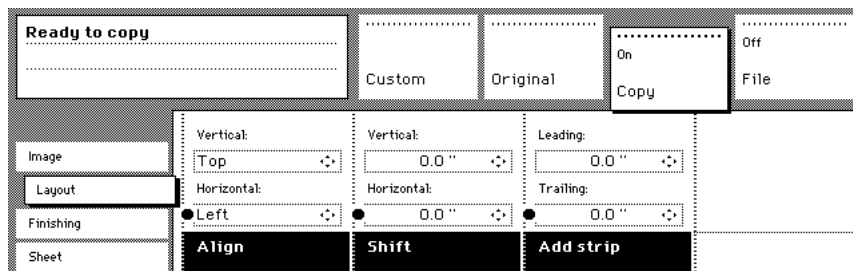 Ready to copy
Custom
Original
On
Copy
Off
File
Image
Layout
Finishing
Sheet
Vertical:
Top
Horizontal:
Left
Align
Vertical:
0.0 "
Horizontal:
0.0 "
Shift
Leading:
0.0 "
Trailing:
0.0 "
Add strip